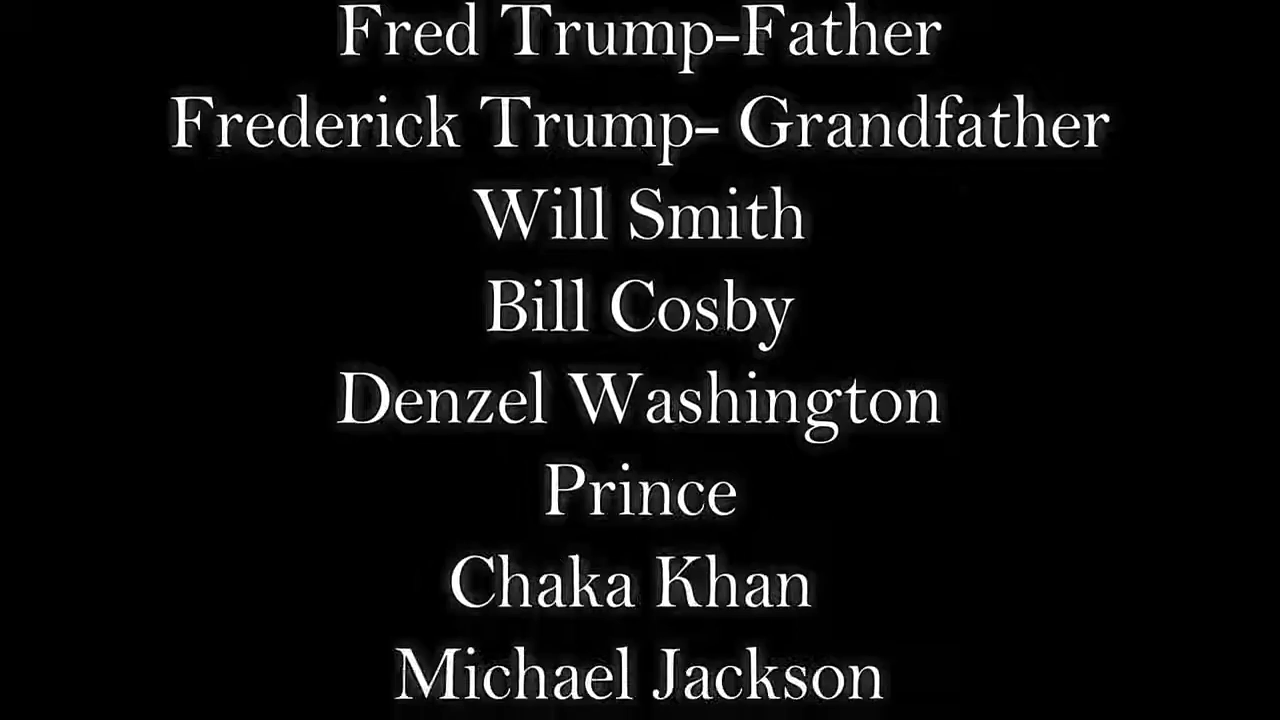 Fred Trump-Father
Frederick Trump- Grandfather
Will Smith
Bill Cosby
Denzel Washington
Prince
Chaka Khan
Michael Jackson